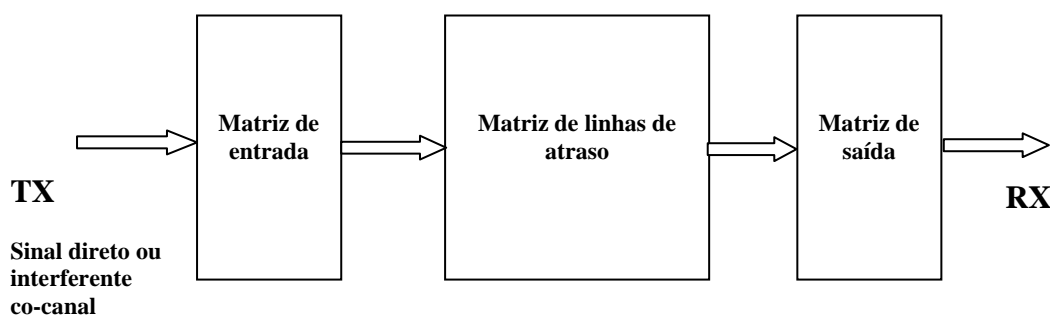 Matriz de
entrada
Matriz de linhas de
atraso
Matriz de
saída
TX
RX
Sinal direto ou
interferente
co-canal